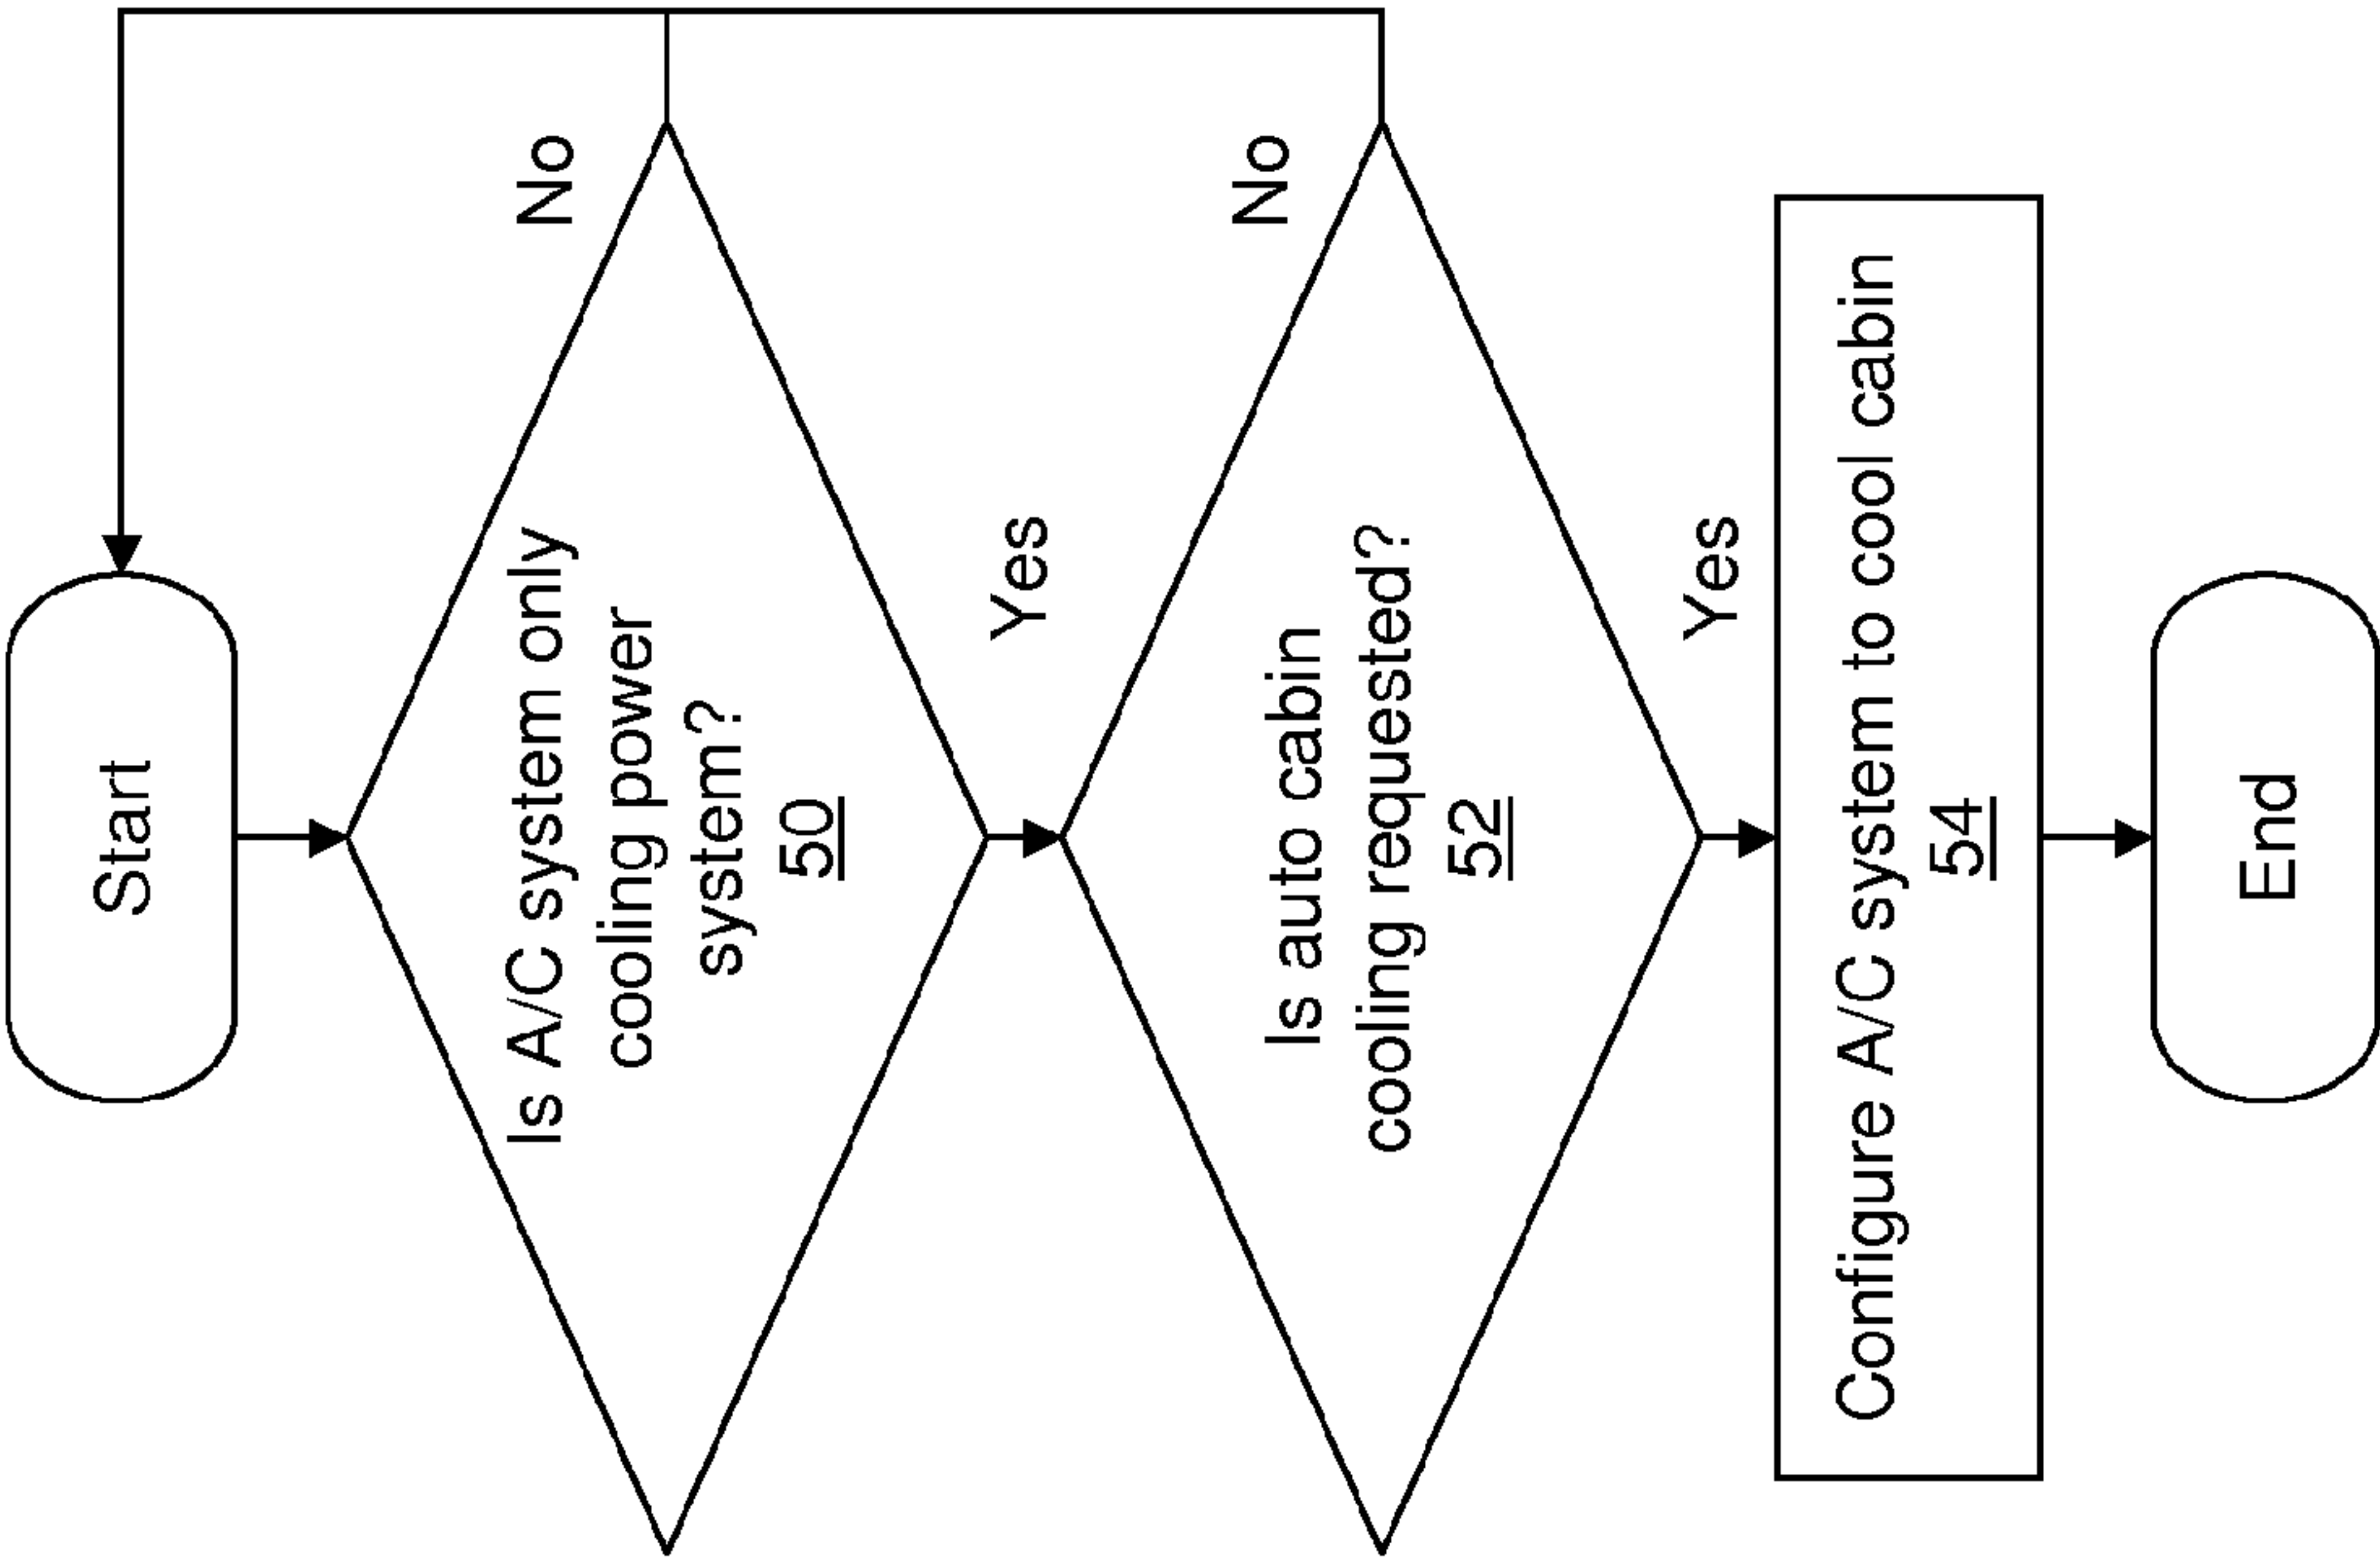 Start
Is A/C system only
cooling power
system?
50
No
Yes
Is auto cabin
cooling requested?
52
No
Yes
Configure A/C system to cool cabin
54
End